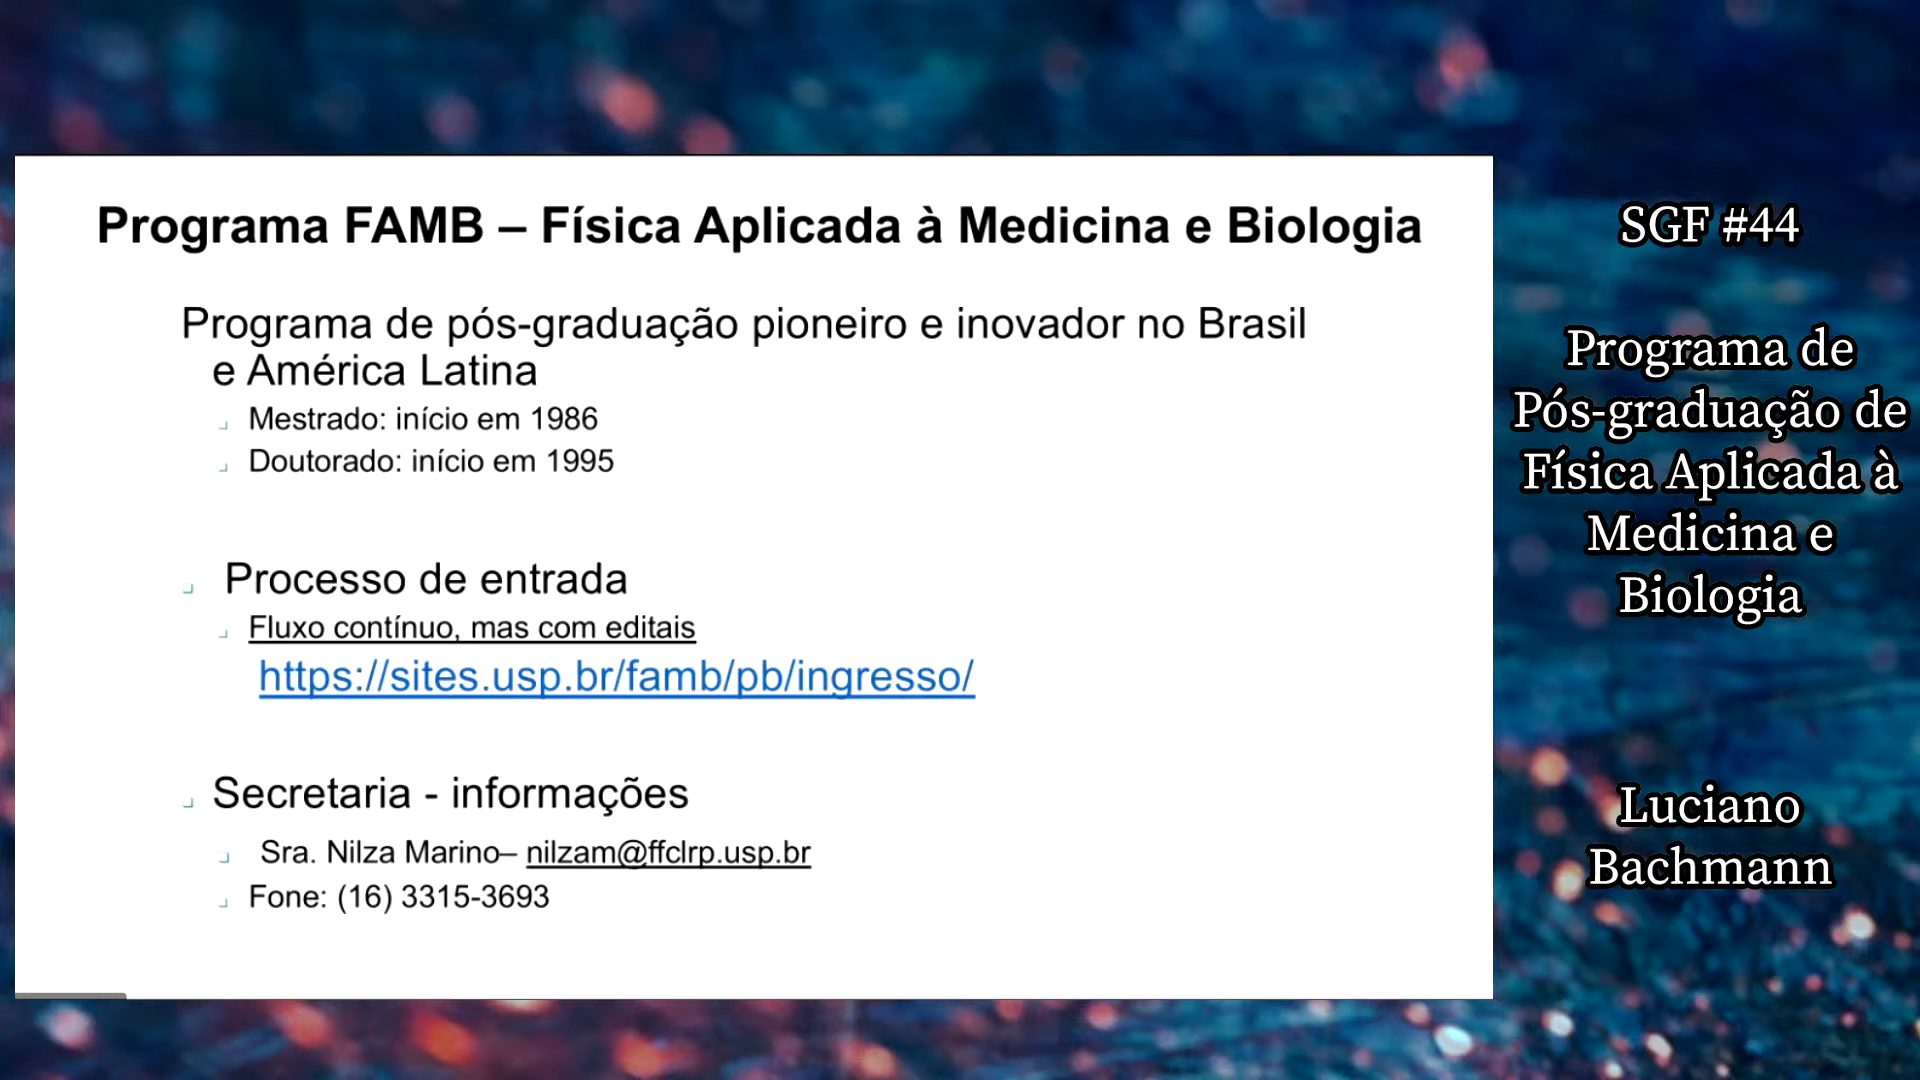 Programa FAMB – Física Aplicada à Medicina e Biologia
Programa de pós-graduação pioneiro e inovador no Brasil
e América Latina
Mestrado: início em 1986
Doutorado: início em 1995
Processo de entrada
Fluxo contínuo, mas com editais
https://sites.usp.br/famb/pb/ingresso/
Secretaria - informações
Sra. Nilza Marino– nilzam@ffclrp.usp.br
Fone: (16) 3315-3693
SGF #44
Programa de
Pós-graduação de
Física Aplicada à
Medicina e
Biologia
Luciano
Bachmann